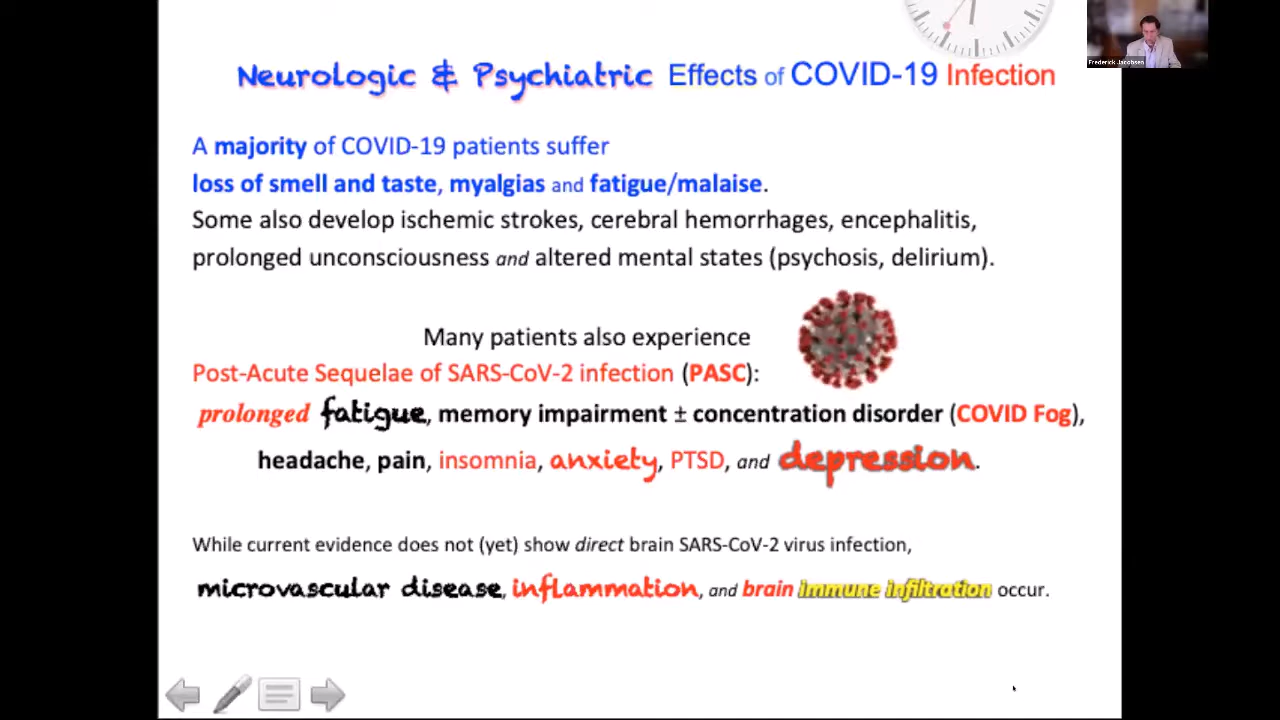 Neurologic & Psychiatric Effects of COVID-19 Infection
Frederick Jacobsen
A majority of COVID-19 patients suffer
loss of smell and taste, myalgias and fatigue/malaise.
Some also develop ischemic strokes, cerebral hemorrhages, encephalitis,
prolonged unconsciousness and altered mental states (psychosis, delirium).
Many patients also experience
Post-Acute Sequelae of SARS-CoV-2 infection (PASC):
prolonged fatigue, memory impairment ± concentration disorder (COVID Fog),
headache, pain, insomnia, anxiety, PTSD, and depression.
While current evidence does not (yet) show direct brain SARS-CoV-2 virus infection,
microvascular disease, inflammation, and brain immune infiltration occur.